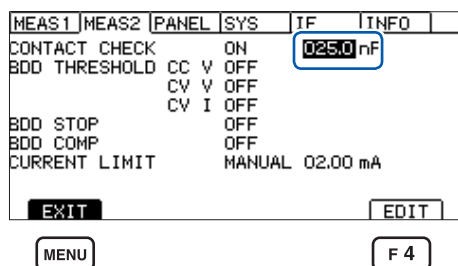 MEAS1 MEAS2 PANEL SYS IF INFO
CONTACT CHECK ON 025.0 nF
BDD THRESHOLD CC V OFF
CV V OFF
CV I OFF
BDD STOP OFF
BDD COMP OFF
CURRENT LIMIT MANUAL 02.00 mA
EXIT EDIT
MENU F 4